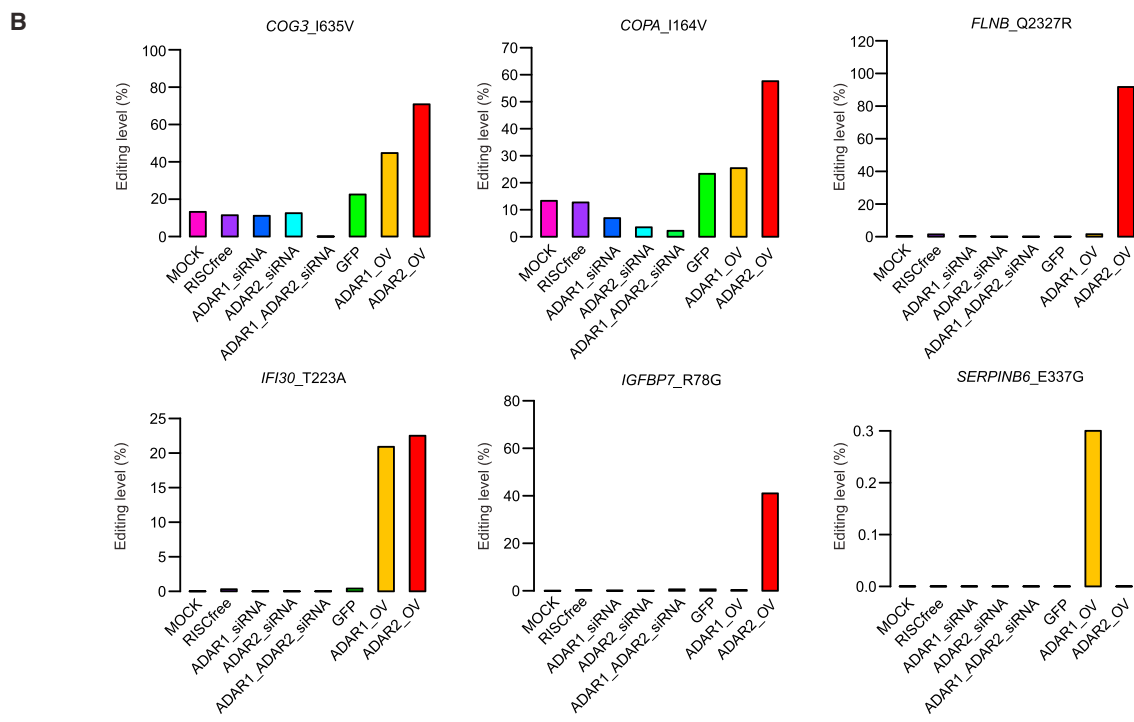 B
COG3_I635V
Editing level (%)
100
80
60
40
20
0
MOCK
RISCfree
ADAR1_siRNA
ADAR2_siRNA
ADAR1_ADAR2_siRNA
GFP
ADAR1_OV
ADAR2_OV
COPA_I164V
Editing level (%)
70
60
50
40
30
20
10
0
MOCK
RISCfree
ADAR1_siRNA
ADAR2_siRNA
ADAR1_ADAR2_siRNA
GFP
ADAR1_OV
ADAR2_OV
FLNB_Q2327R
Editing level (%)
120
100
80
60
40
20
0
MOCK
RISCfree
ADAR1_siRNA
ADAR2_siRNA
ADAR1_ADAR2_siRNA
GFP
ADAR1_OV
ADAR2_OV
IFI30_T223A
Editing level (%)
25
20
15
10
5
0
MOCK
RISCfree
ADAR1_siRNA
ADAR2_siRNA
ADAR1_ADAR2_siRNA
GFP
ADAR1_OV
ADAR2_OV
IGFBP7_R78G
Editing level (%)
80
60
40
20
0
MOCK
RISCfree
ADAR1_siRNA
ADAR2_siRNA
ADAR1_ADAR2_siRNA
GFP
ADAR1_OV
ADAR2_OV
SERPINB6_E337G
Editing level (%)
0.3
0.2
0.1
0.0
MOCK
RISCfree
ADAR1_siRNA
ADAR2_siRNA
ADAR1_ADAR2_siRNA
GFP
ADAR1_OV
ADAR2_OV